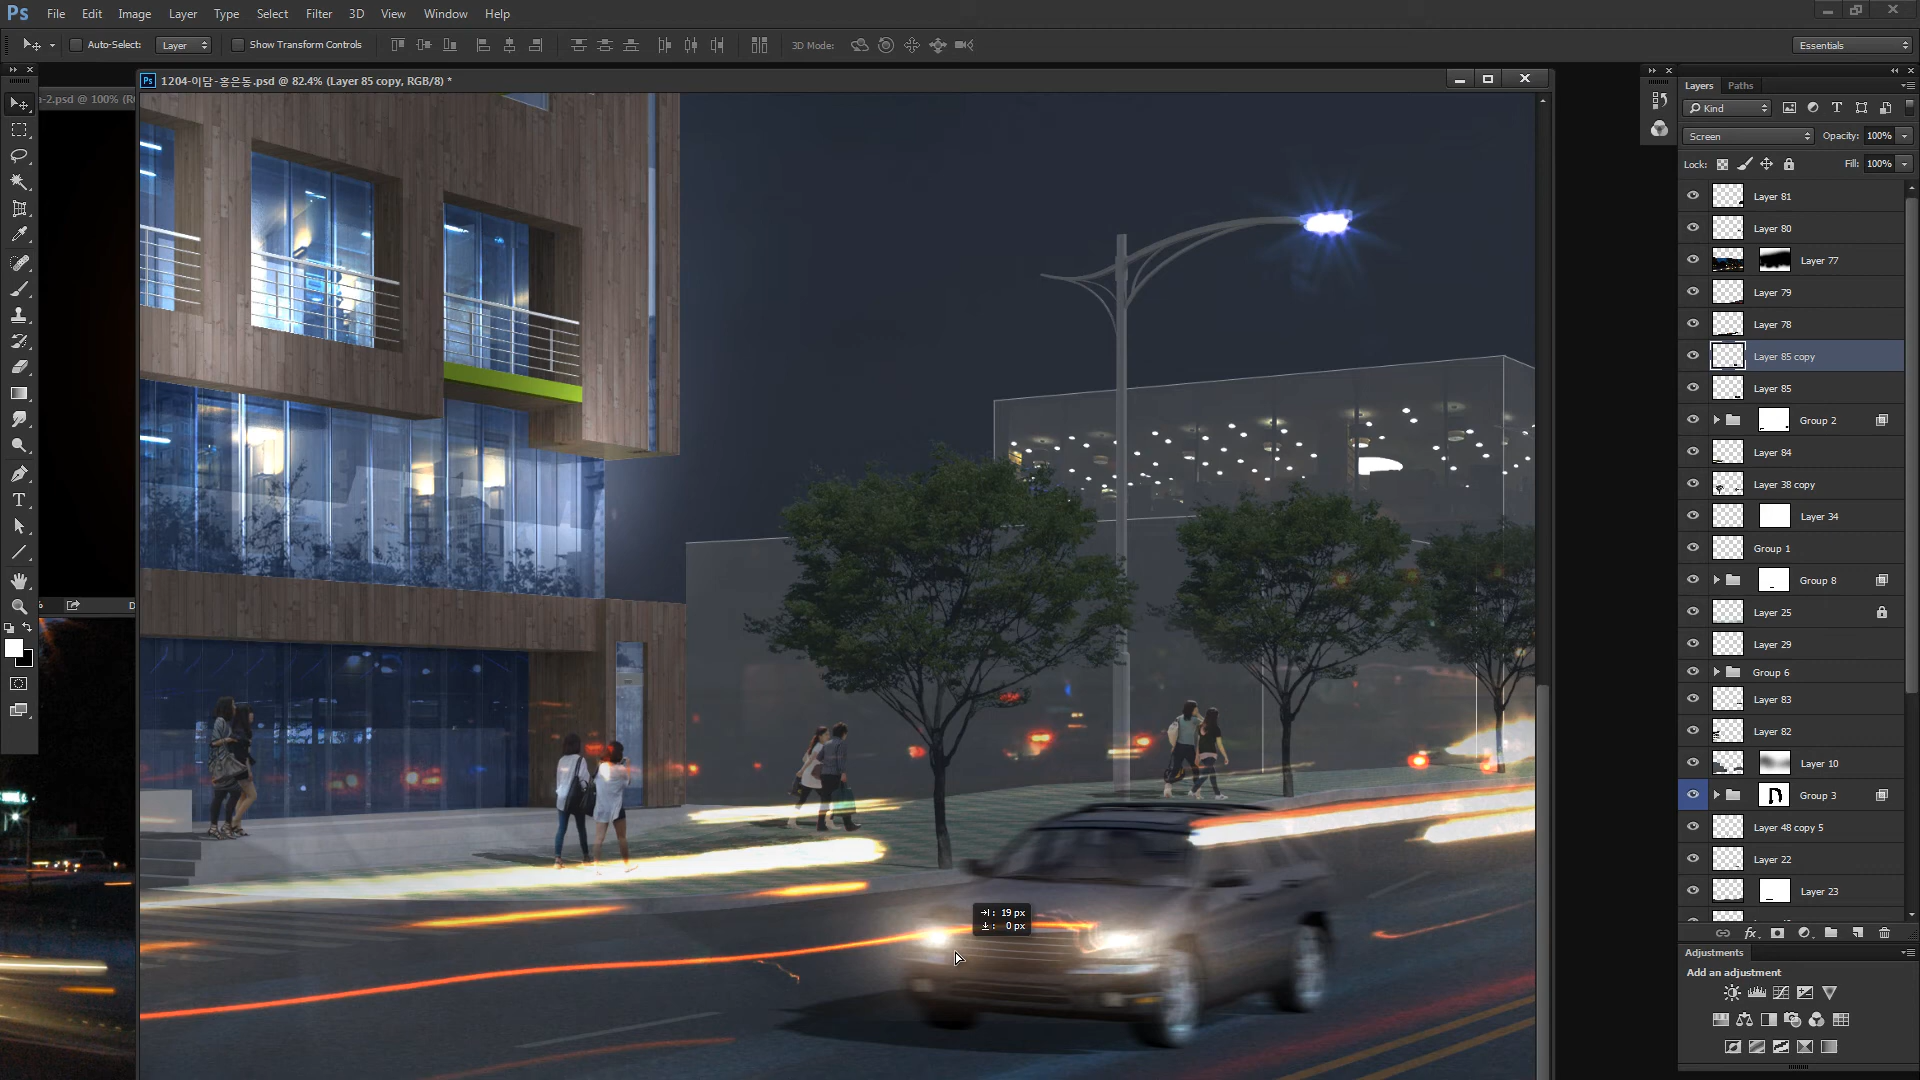 Ps File Edit Image Layer Type Select Filter 3D View Window Help
Auto-Select: Layer Show Transform Controls 3D Mode: Essentials
1204-이담-홍은동.psd @ 82.4% (Layer 85 copy, RGB/8) *
-2.psd @ 100% (R
Layers Paths
Kind
Screen Opacity: 100%
Lock: Fill: 100%
Layer 81
Layer 80
Layer 77
Layer 79
Layer 78
Layer 85 copy
Layer 85
Group 2
Layer 84
Layer 38 copy
Layer 34
Group 1
Group 8
Layer 25
Layer 29
Group 6
Layer 83
Layer 82
Layer 10
Group 3
Layer 48 copy 5
Layer 22
Layer 23
fx
% D
19 px
0 px
Adjustments
Add an adjustment